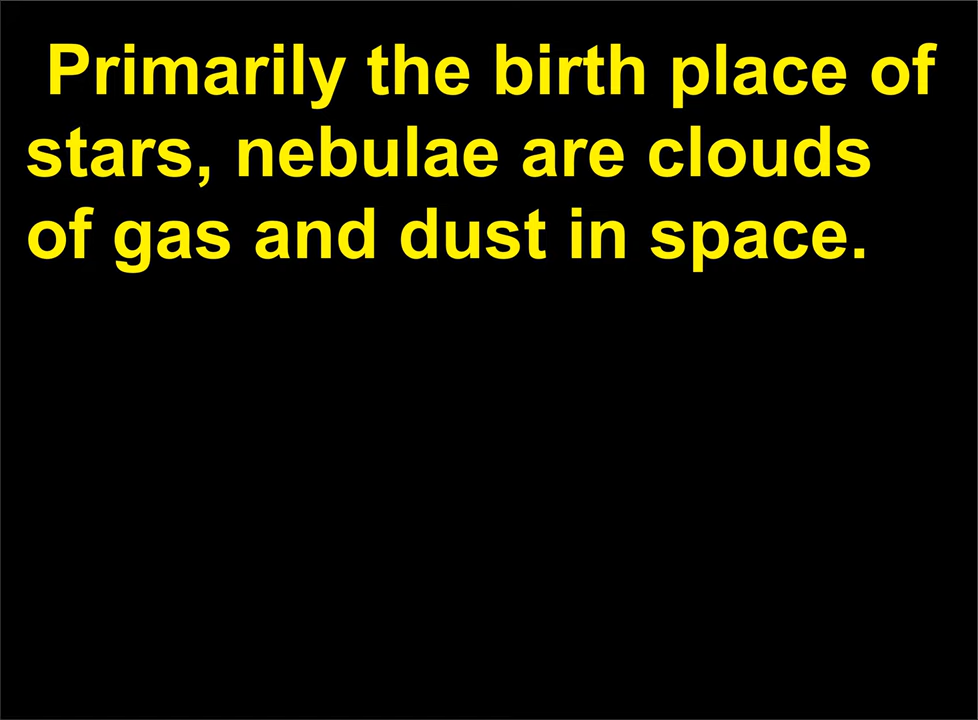 Primarily the birth place of
stars, nebulae are clouds
of gas and dust in space.